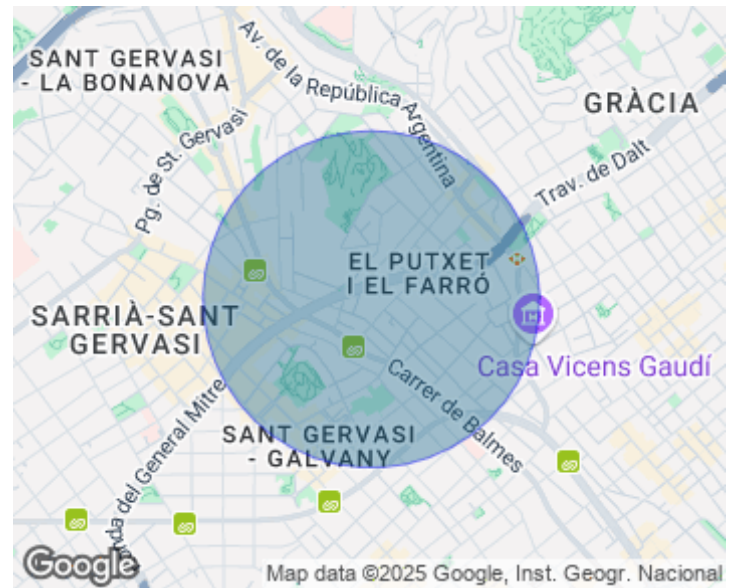 SANT GERVASI
- LA BONANOVA
Av. de la República Argentina
GRÀCIA
Pg. de St. Gervasi
Trav. de Dalt
EL PUTXET
I EL FARRÓ
SARRIÀ-SANT
GERVASI
Casa Vicens Gaudí
Carrer de Balmes
SANT GERVASI
- GALVANY
da del General Mitre
Google
Map data ©2025 Google, Inst. Geogr. Nacional